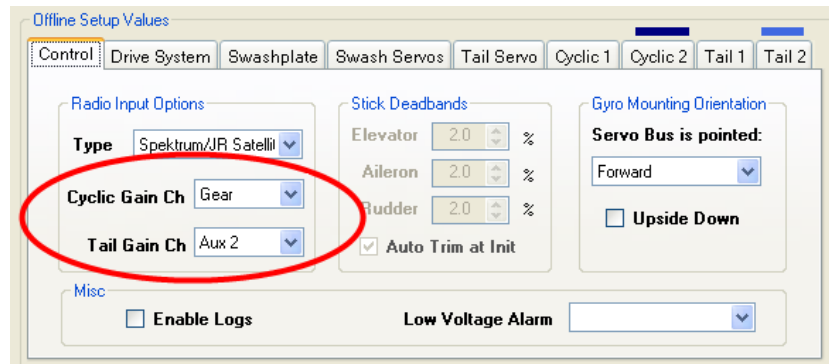 Offline Setup Values
Control Drive System Swashplate Swash Servos Tail Servo Cyclic 1 Cyclic 2 Tail 1 Tail 2
Radio Input Options Stick Deadbands Gyro Mounting Orientation
Type Spektrum/JR Satellit Elevator 2.0 % Servo Bus is pointed:
Cyclic Gain Ch Gear Aileron 2.0 % Forward
Rudder 2.0 % Upside Down
Tail Gain Ch Aux 2 Auto Trim at Init
Misc
Enable Logs Low Voltage Alarm